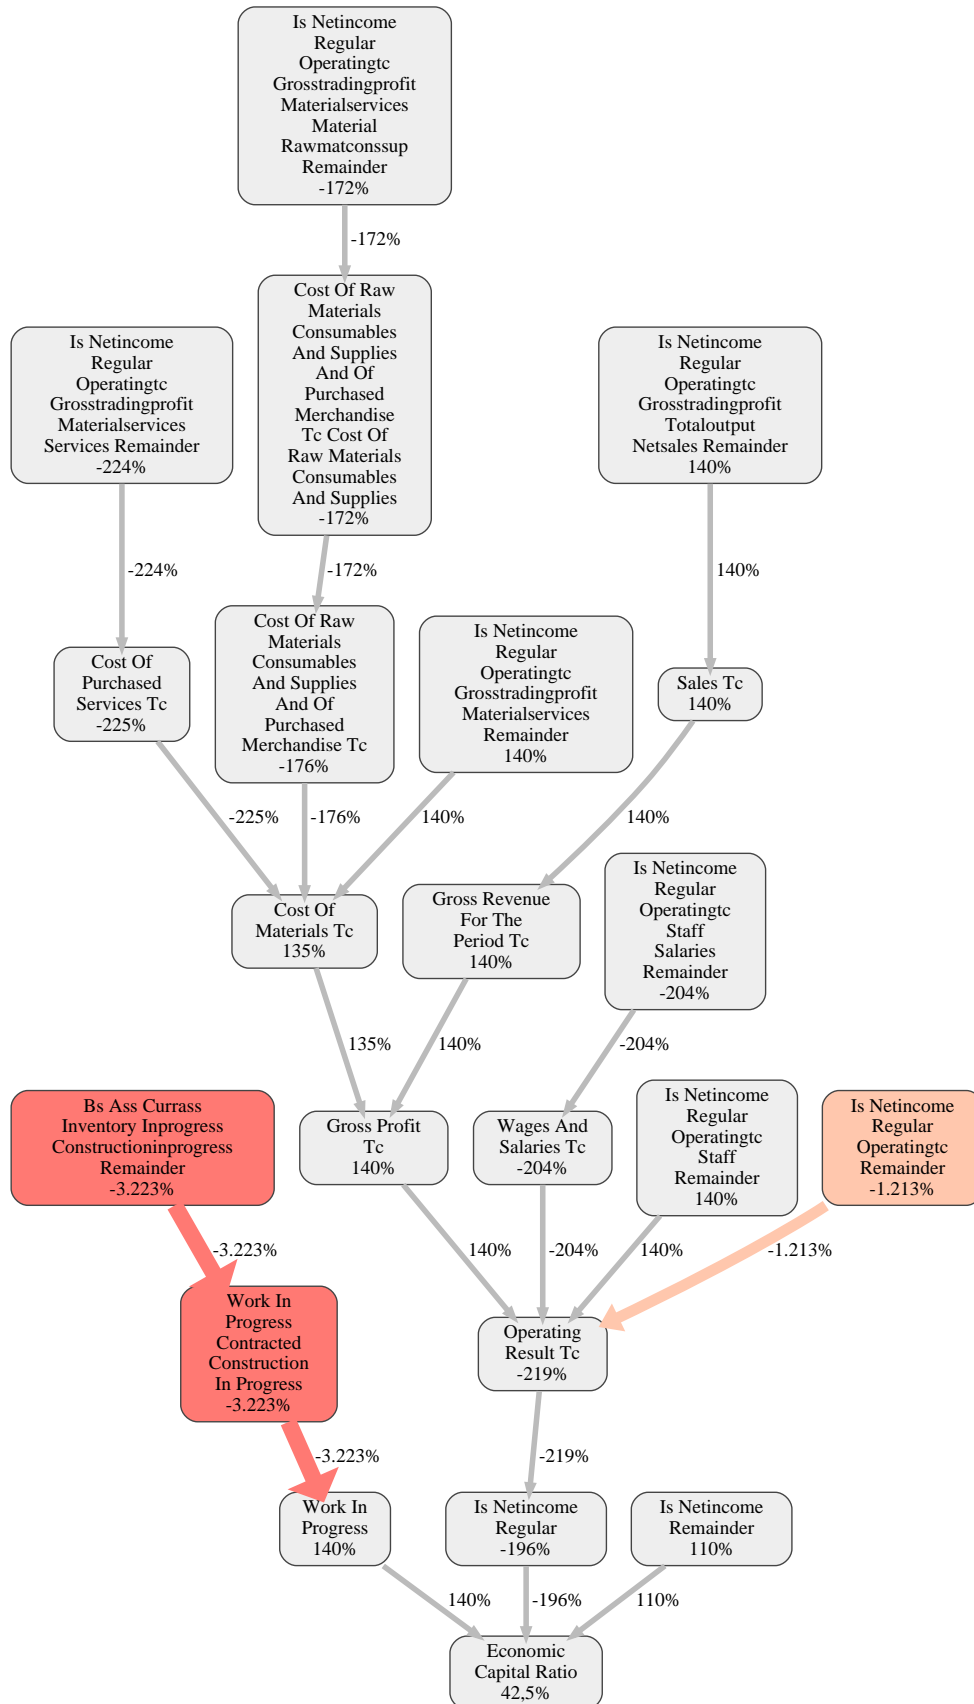 Is Netincome
Regular
Operatingtc
Grosstradingprofit
Materialservices
Material
Rawmatconssup
Remainder
-172%
-172%
Cost Of Raw
Materials
Consumables
And Supplies
And Of
Purchased
Merchandise
Tc Cost Of
Raw Materials
Consumables
And Supplies
-172%
Is Netincome
Regular
Operatingtc
Grosstradingprofit
Materialservices
Services Remainder
-224%
Is Netincome
Regular
Operatingtc
Grosstradingprofit
Totaloutput
Netsales Remainder
140%
-224%
-172%
140%
Cost Of
Purchased
Services Tc
-225%
Cost Of Raw
Materials
Consumables
And Supplies
And Of
Purchased
Merchandise Tc
-176%
Is Netincome
Regular
Operatingtc
Grosstradingprofit
Materialservices
Remainder
140%
Sales Tc
140%
-225%
-176%
140%
140%
Cost Of
Materials Tc
135%
Gross Revenue
For The
Period Tc
140%
Is Netincome
Regular
Operatingtc
Staff
Salaries
Remainder
-204%
135%
140%
-204%
Bs Ass Currass
Inventory Inprogress
Constructioninprogress
Remainder
-3.223%
Gross Profit
Tc
140%
Wages And
Salaries Tc
-204%
Is Netincome
Regular
Operatingtc
Staff
Remainder
140%
Is Netincome
Regular
Operatingtc
Remainder
-1.213%
-3.223%
140%
-204%
140%
-1.213%
Work In
Progress
Contracted
Construction
In Progress
-3.223%
Operating
Result Tc
-219%
-3.223%
-219%
Work In
Progress
140%
Is Netincome
Regular
-196%
Is Netincome
Remainder
110%
140%
-196%
110%
Economic
Capital Ratio
42,5%